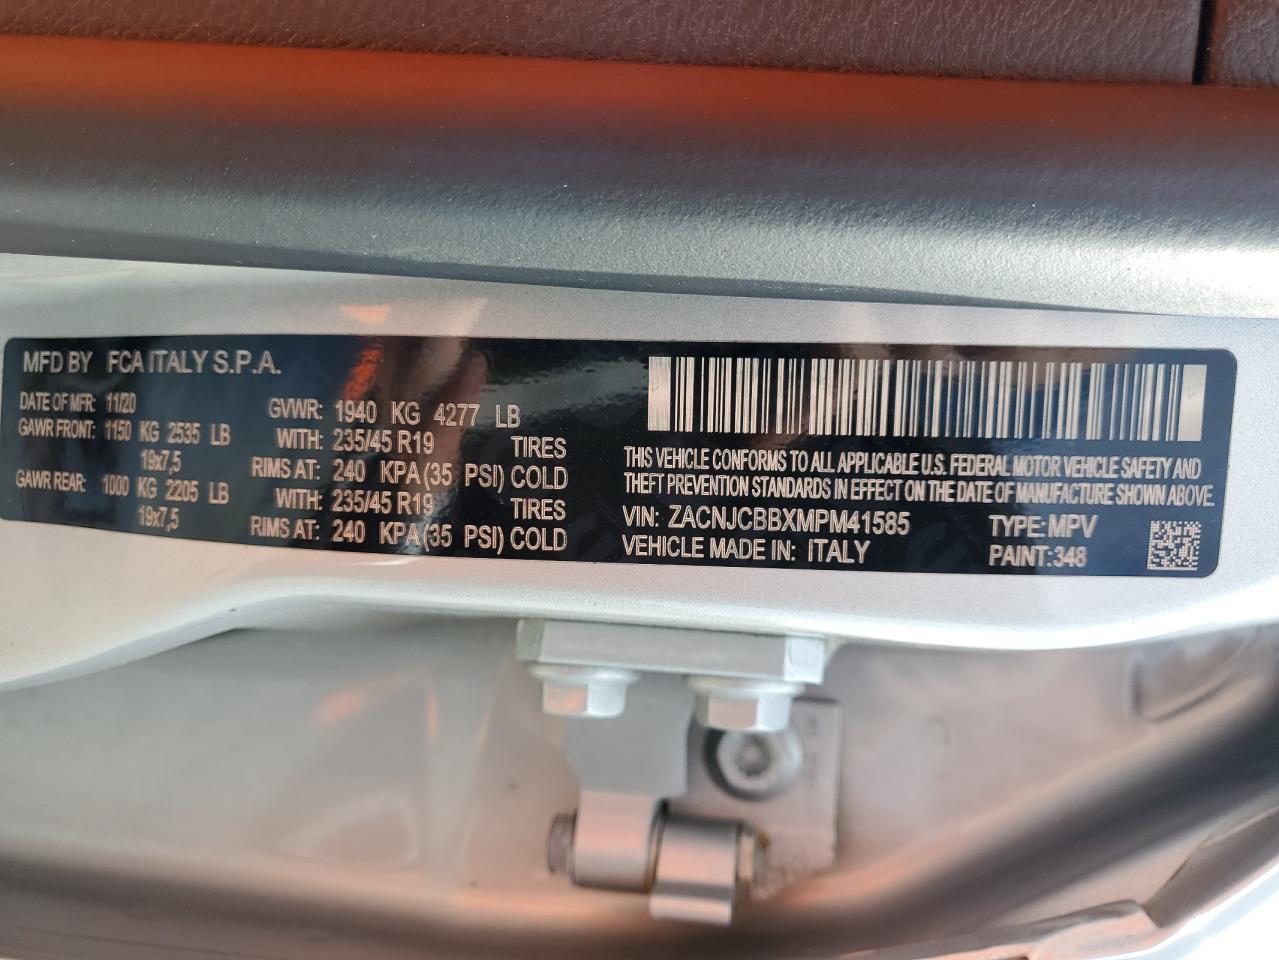 MFD BY FCA ITALY S.P.A.
DATE OF MFR: 11/20 GVWR: 1940 KG 4277 LB
GAWR FRONT: 1150 KG 2535 LB WITH: 235/45 R19 TIRES
19x7,5 RIMS AT: 240 KPA (35 PSI) COLD
GAWR REAR: 1000 KG 2205 LB WITH: 235/45 R19 TIRES
19x7,5 RIMS AT: 240 KPA (35 PSI) COLD
THIS VEHICLE CONFORMS TO ALL APPLICABLE U.S. FEDERAL MOTOR VEHICLE SAFETY AND
THEFT PREVENTION STANDARDS IN EFFECT ON THE DATE OF MANUFACTURE SHOWN ABOVE.
VIN: ZACNJCBBXMPM41585 TYPE: MPV
VEHICLE MADE IN: ITALY PAINT: 348